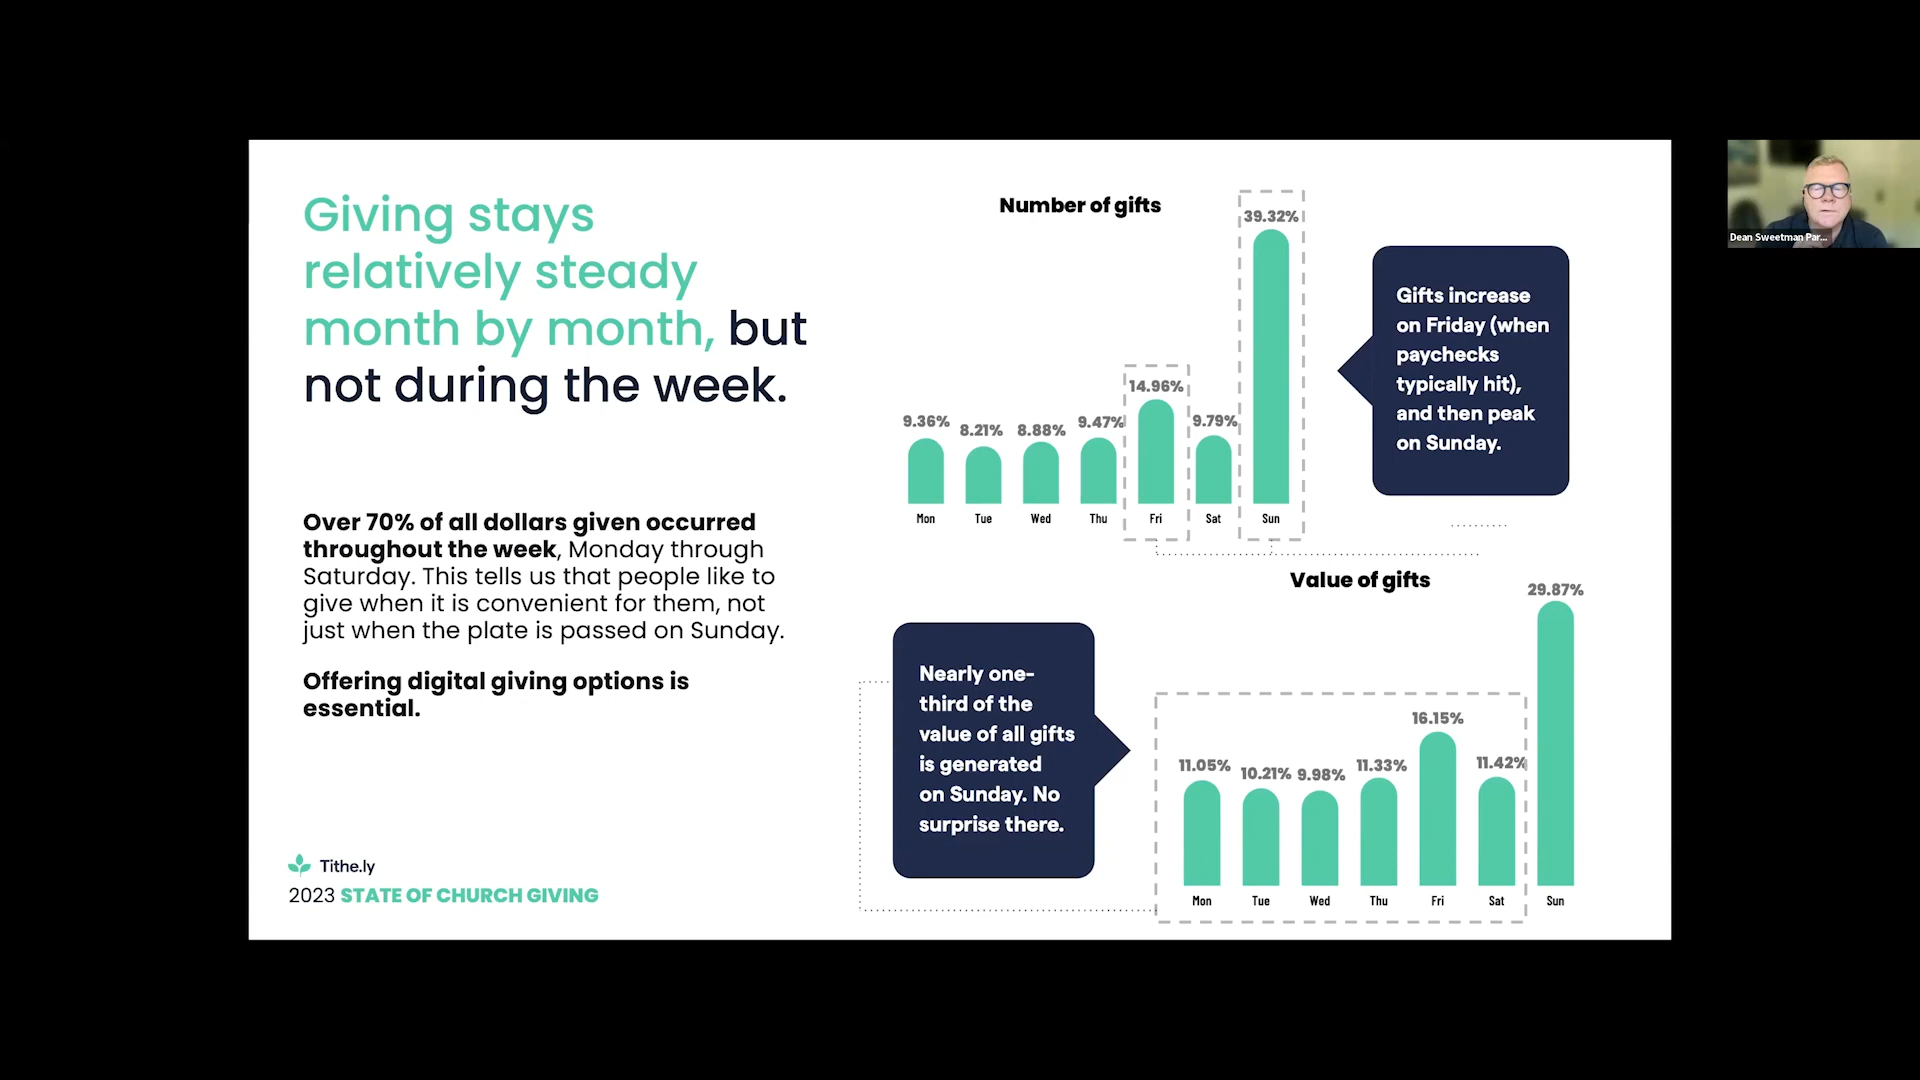 Giving stays
relatively steady
month by month, but
not during the week.
Over 70% of all dollars given occurred
throughout the week, Monday through
Saturday. This tells us that people like to
give when it is convenient for them, not
just when the plate is passed on Sunday.
Offering digital giving options is
essential.
Tithe.ly
2023 STATE OF CHURCH GIVING
Number of gifts
9.36% 8.21% 8.88% 9.47% 14.96% 9.79% 39.32%
Mon Tue Wed Thu Fri Sat Sun
Gifts increase
on Friday (when
paychecks
typically hit),
and then peak
on Sunday.
Value of gifts
Nearly one-
third of the
value of all gifts
is generated
on Sunday. No
surprise there.
11.05% 10.21% 9.98% 11.33% 16.15% 11.42% 29.87%
Mon Tue Wed Thu Fri Sat Sun
Dean Sweetman Par...